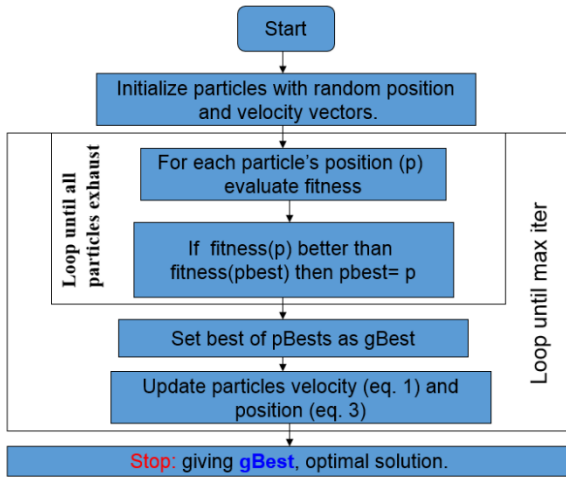 Start
Initialize particles with random position
and velocity vectors.
Loop until all
particles exhaust
For each particle's position (p)
evaluate fitness
If fitness(p) better than
fitness(pbest) then pbest= p
Loop until max iter
Set best of pBests as gBest
Update particles velocity (eq. 1) and
position (eq. 3)
Stop: giving gBest, optimal solution.